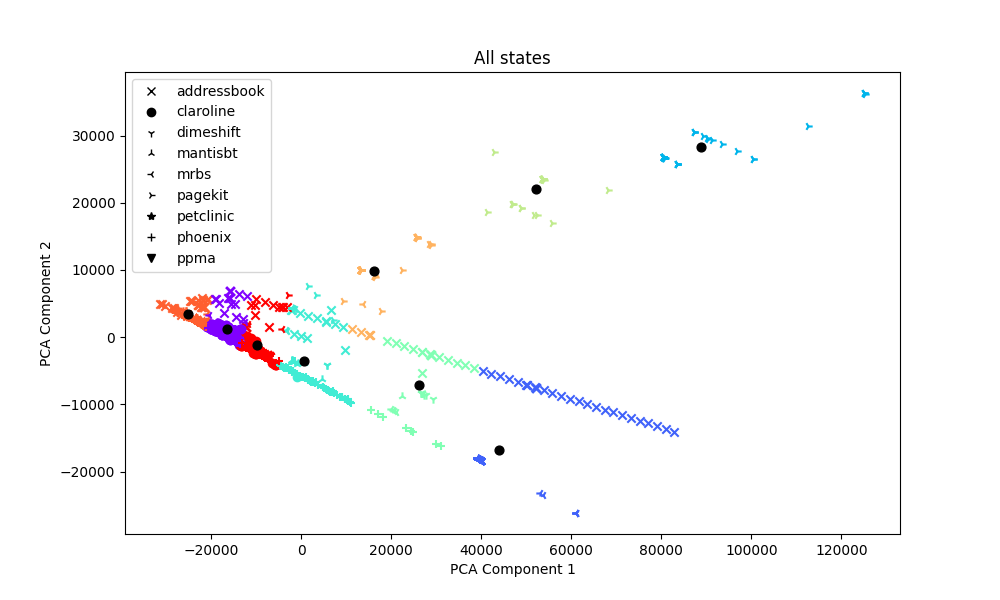 All states
addressbook
claroline
dimeshift
mantisbt
mrbs
pagekit
petclinic
phoenix
ppma
PCA Component 2
30000
20000
10000
0
−10000
−20000
−20000 0 20000 40000 60000 80000 100000 120000
PCA Component 1